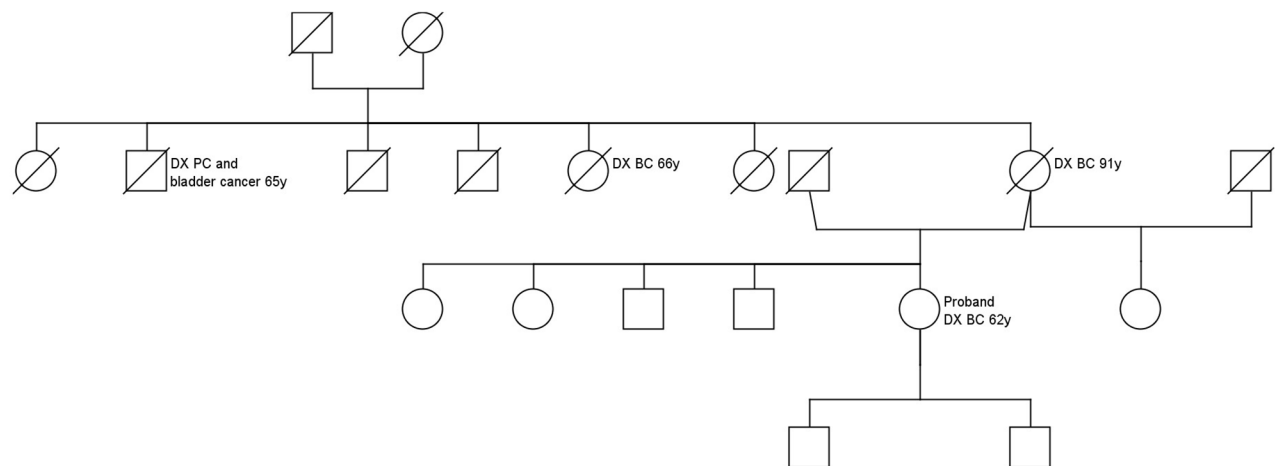 DX PC and
bladder cancer 65y
DX BC 66y
DX BC 91y
Proband
DX BC 62y